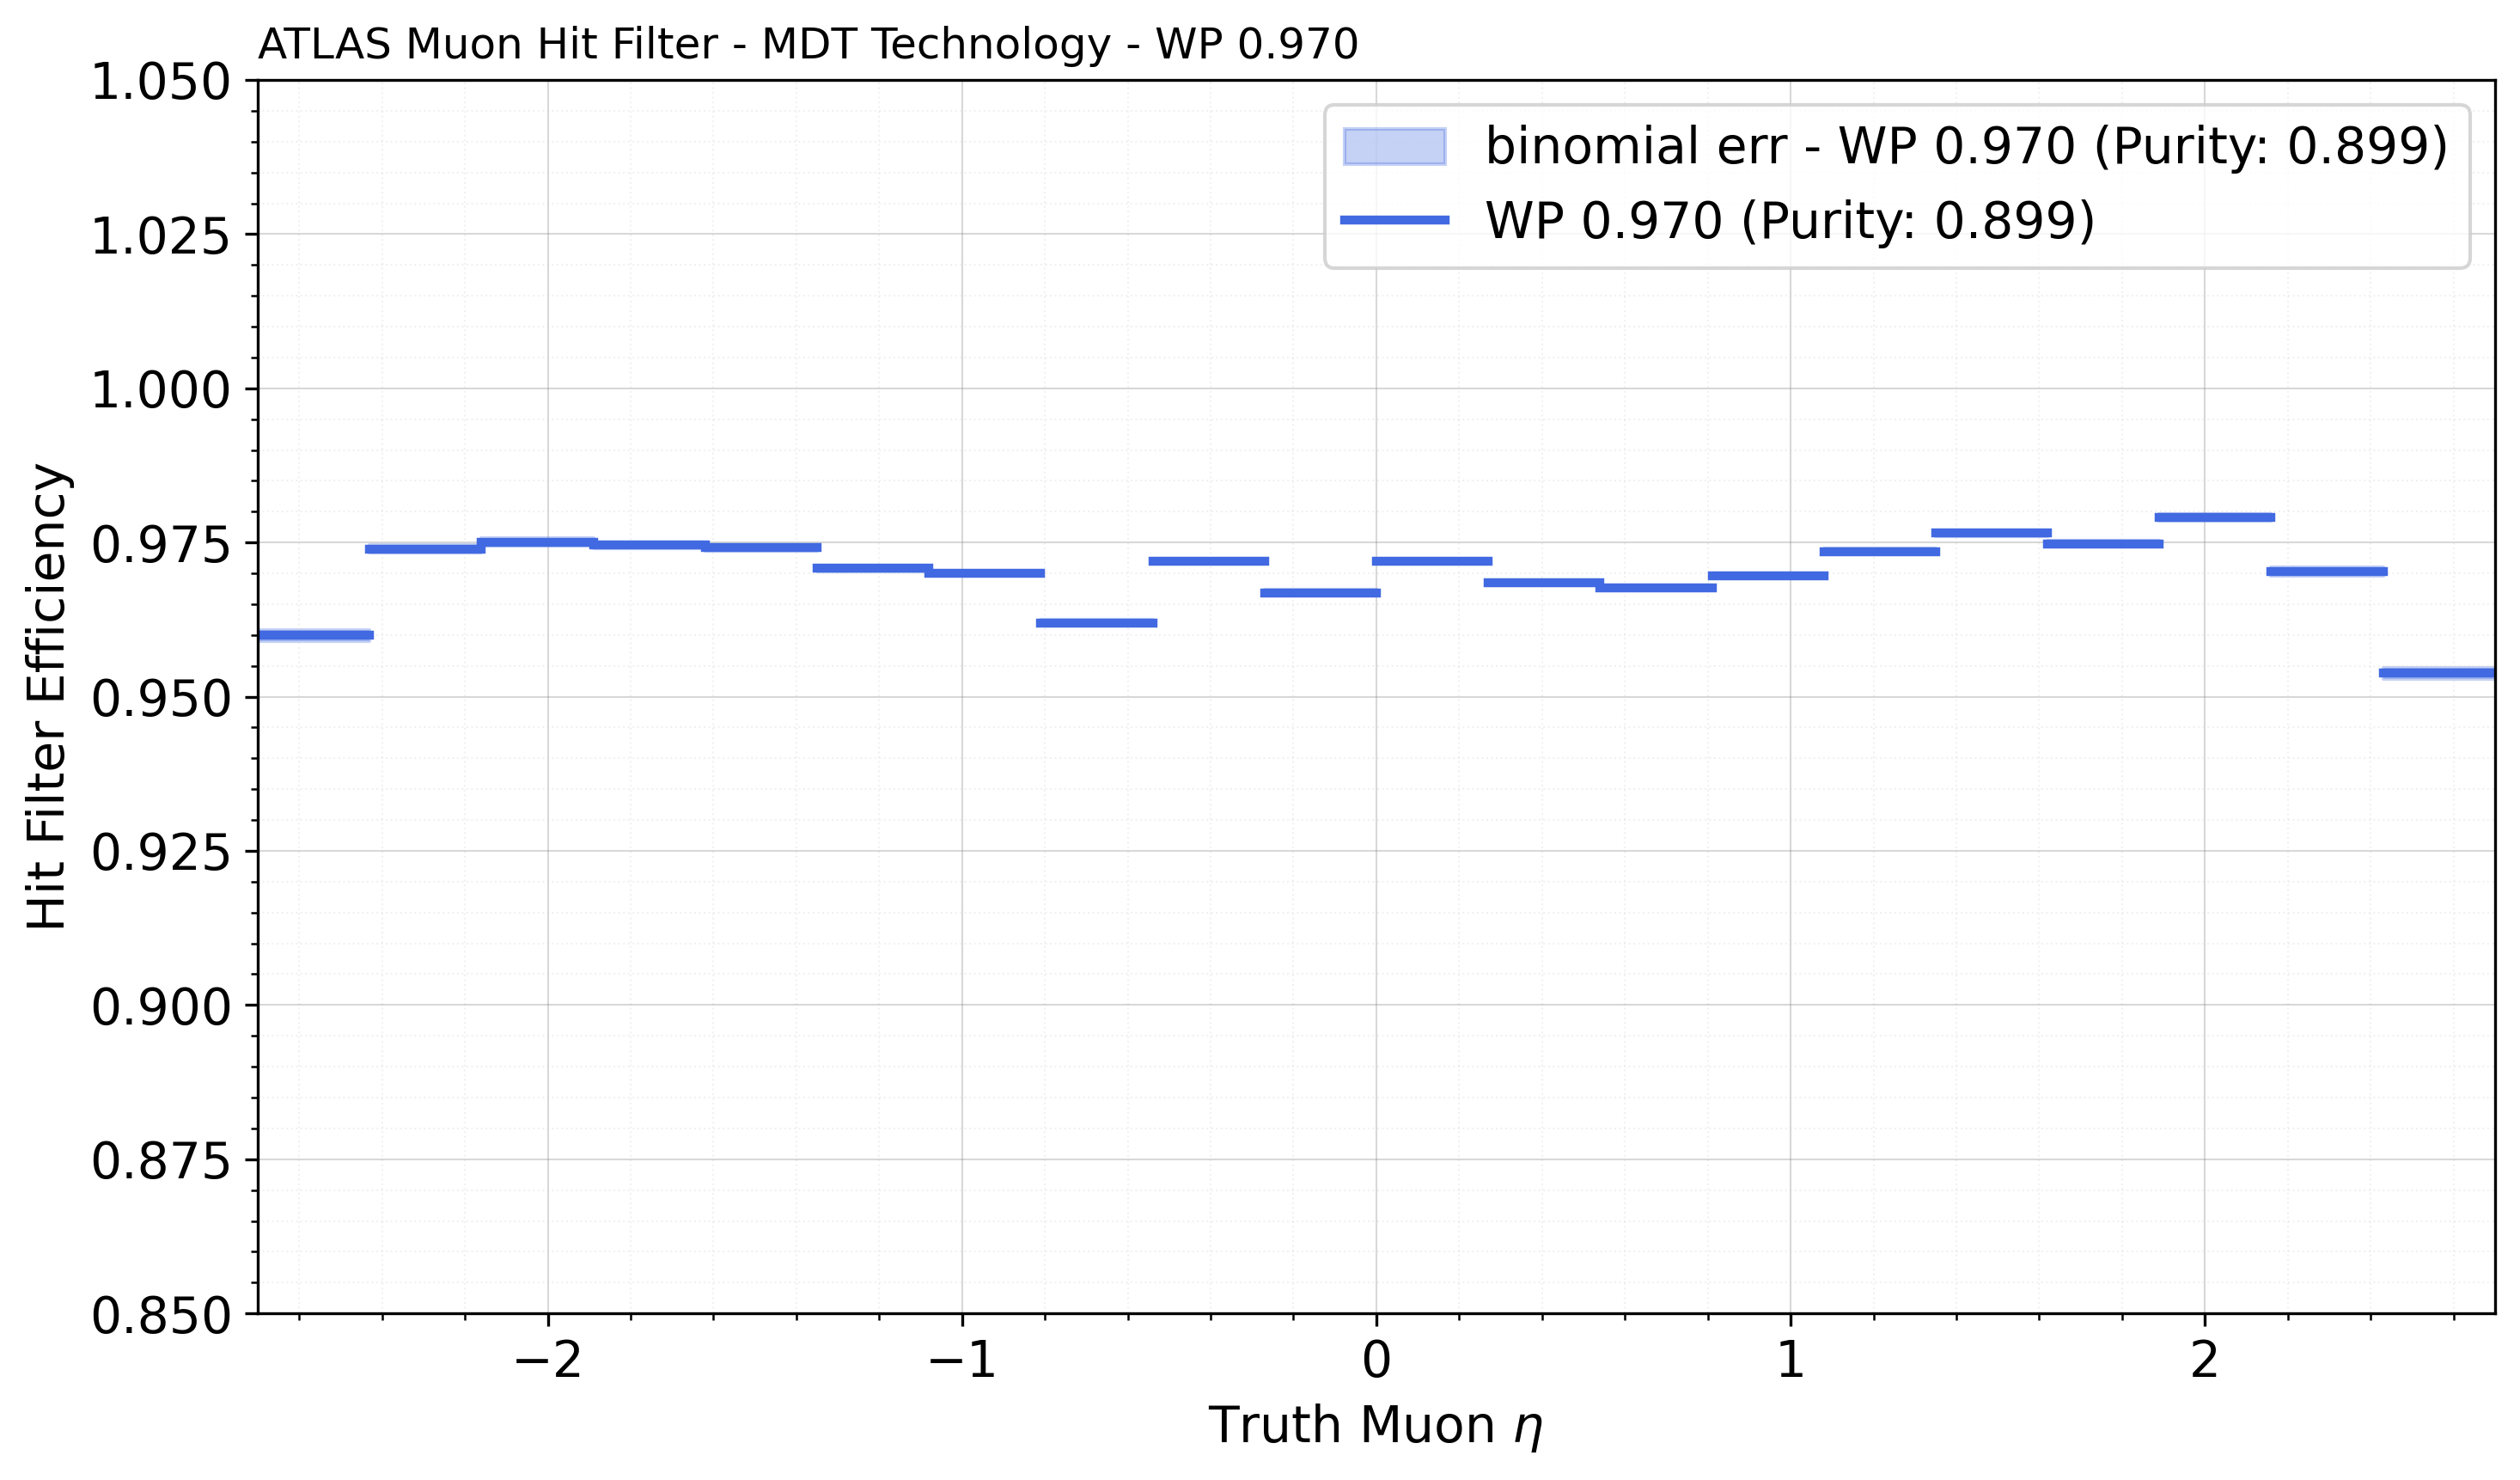 ATLAS Muon Hit Filter - MDT Technology - WP 0.970
1.050
1.025
1.000
0.975
0.950
0.925
0.900
0.875
0.850
Hit Filter Efficiency
binomial err - WP 0.970 (Purity: 0.899)
WP 0.970 (Purity: 0.899)
−2
−1
0
1
2
Truth Muon η